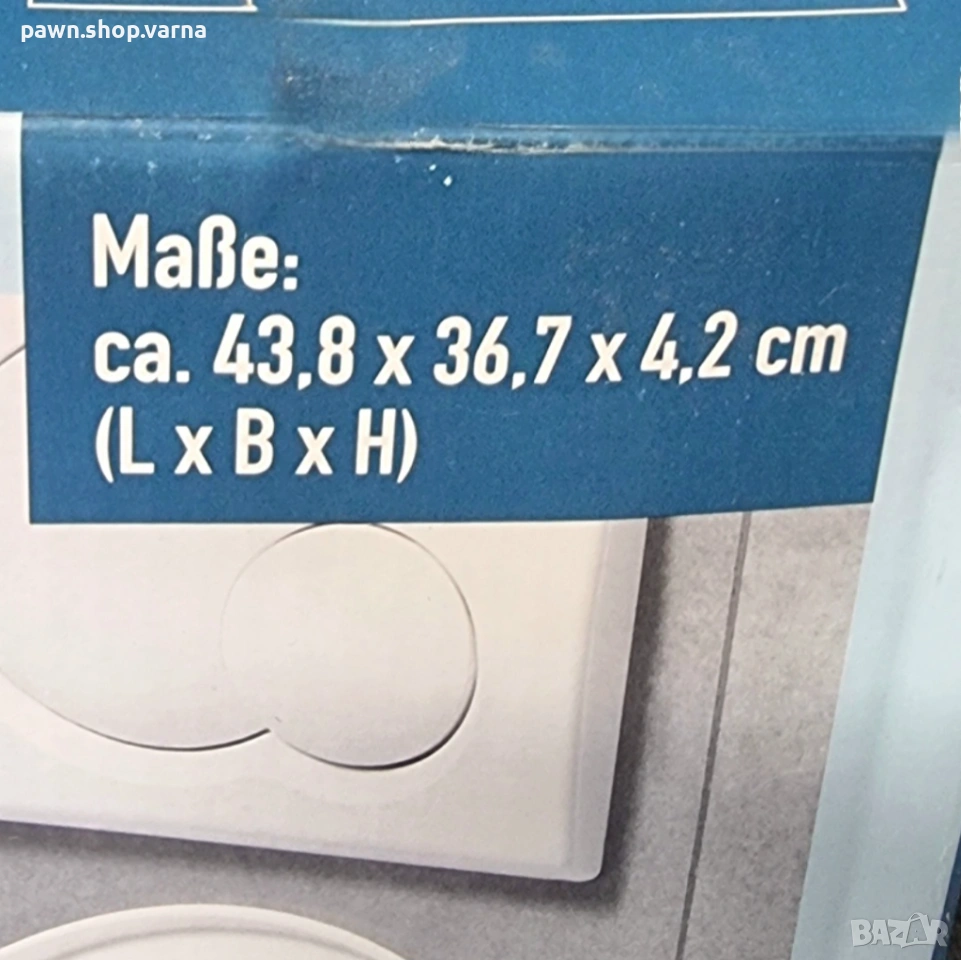 pawn.shop.varna
Maße:
ca. 43,8 x 36,7 x 4,2 cm
(L x B x H)
BAZAR